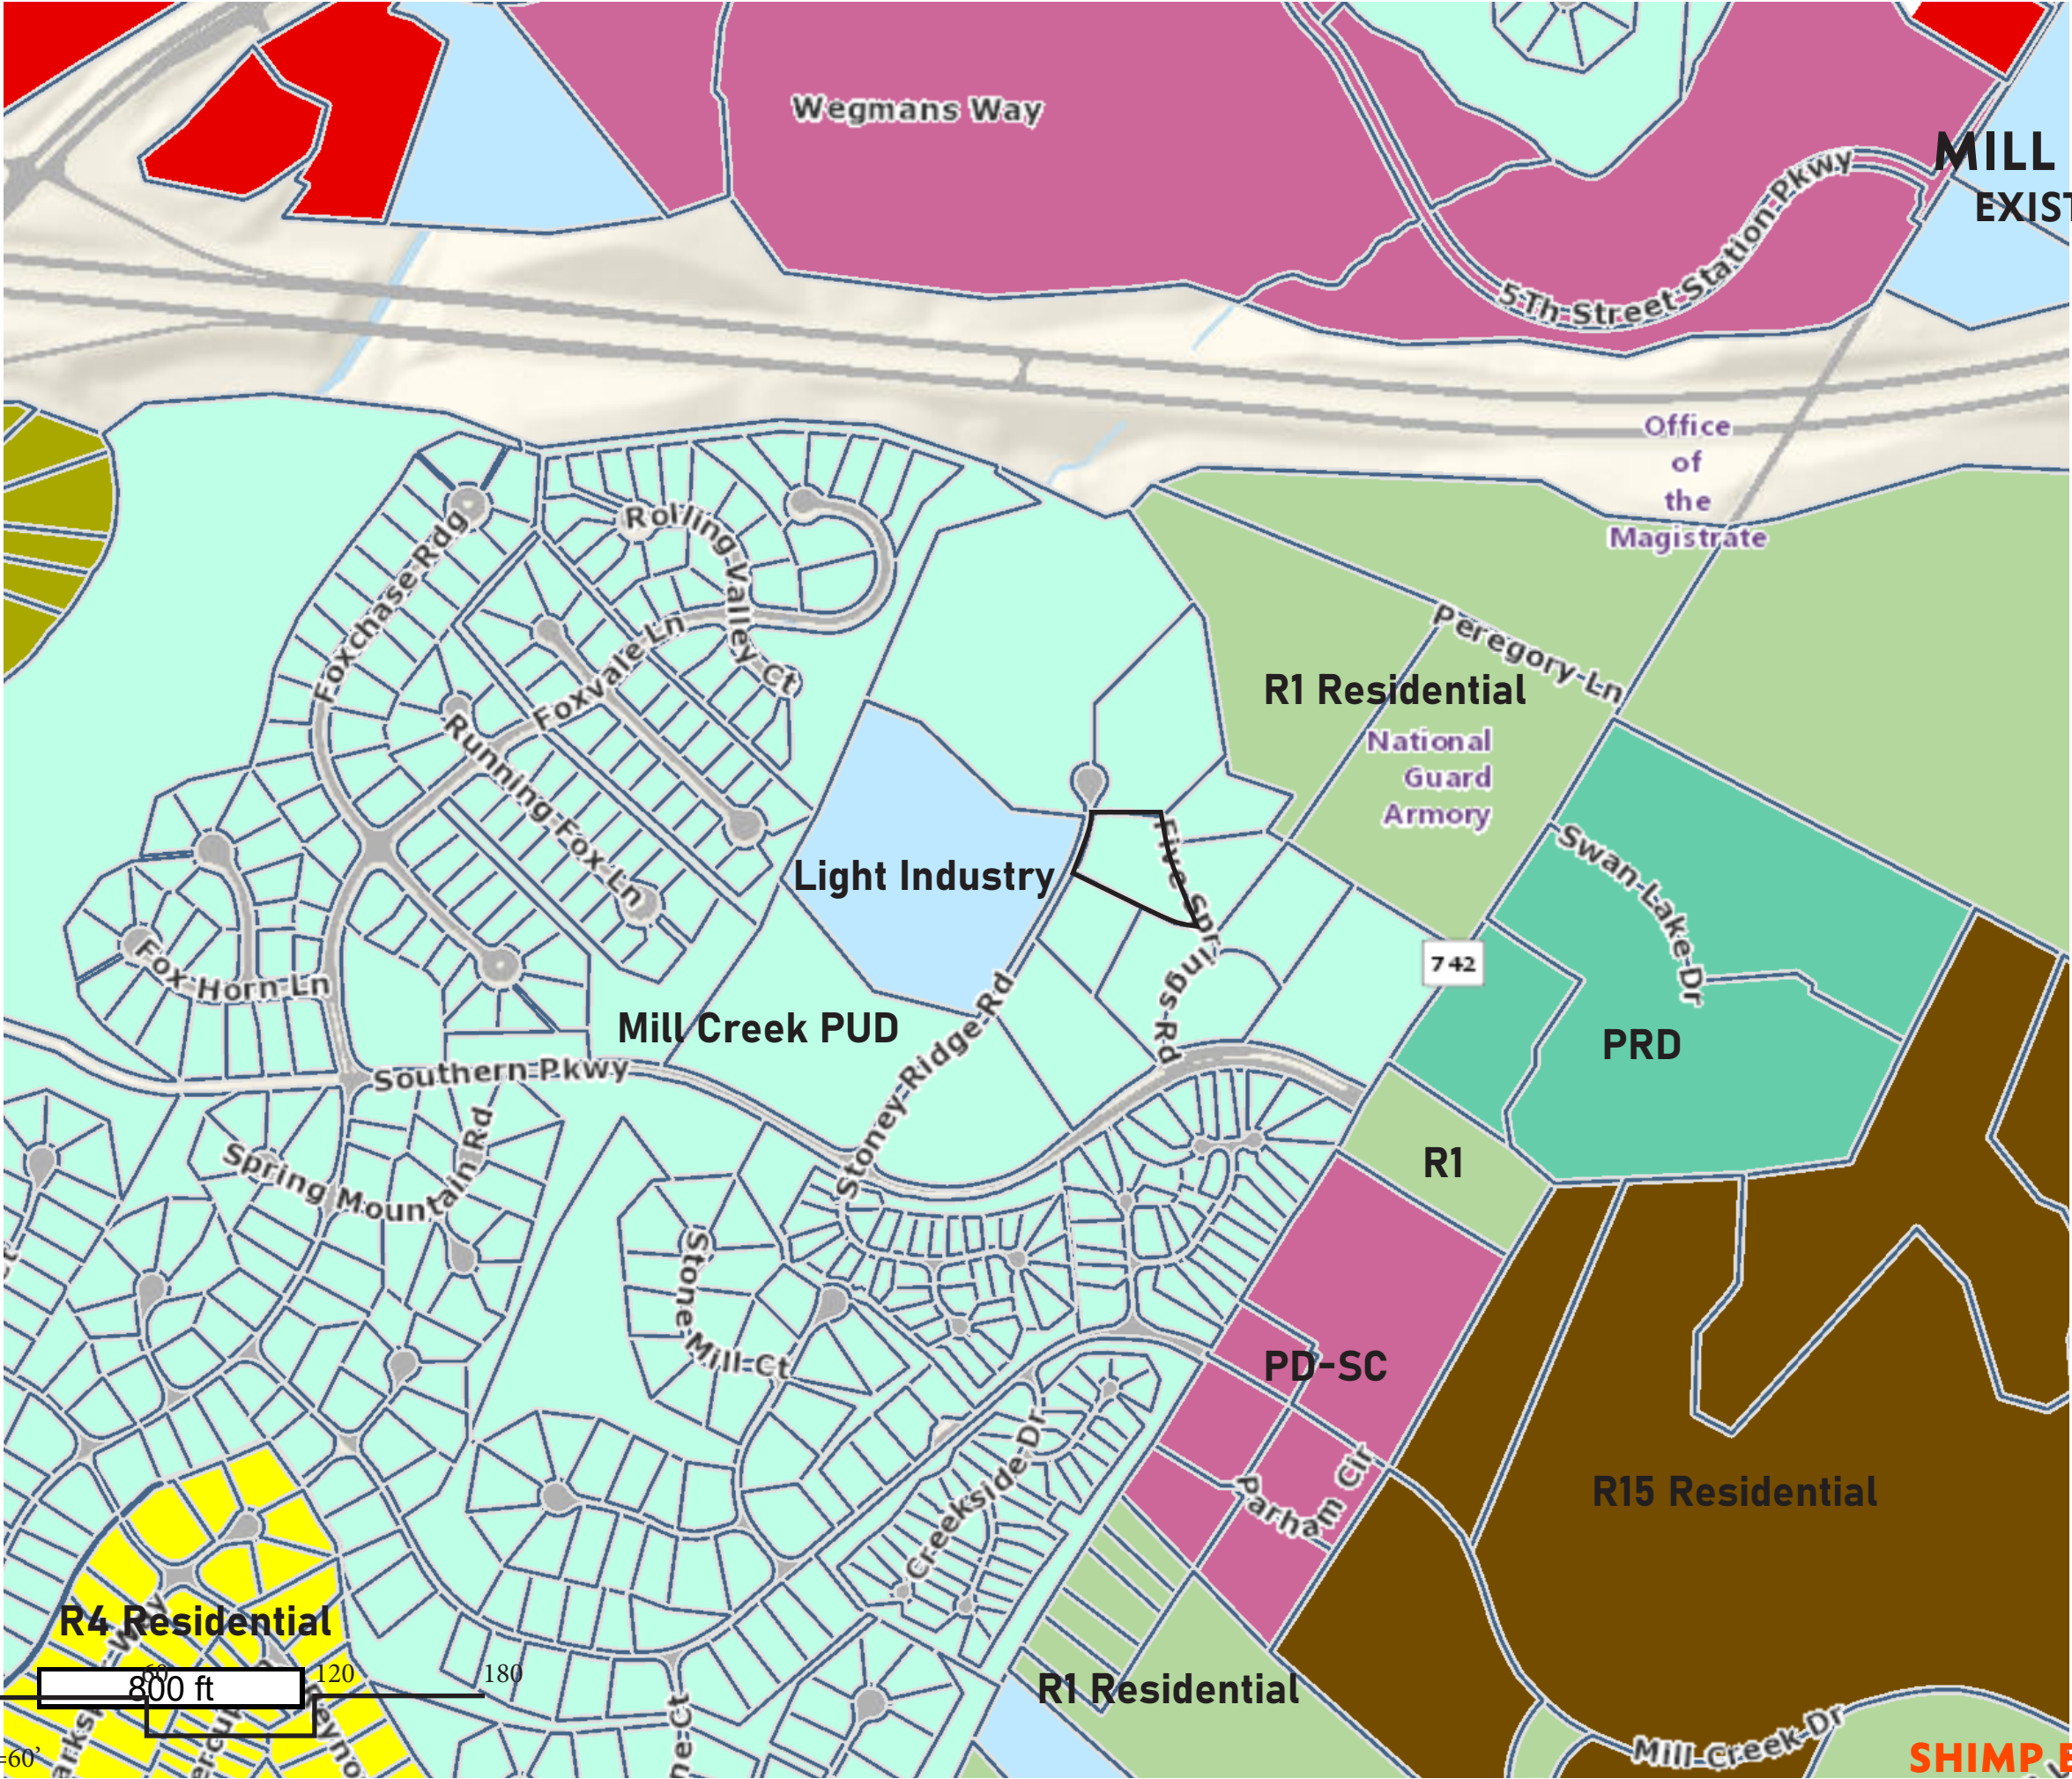 Wegmans Way
MILL
EXIST
5Th Street Station Pkwy
Office
of
the
Magistrate
Rolling Valley Ct
Foxchase Rdg
Foxvale Ln
Peregory Ln
R1 Residential
National
Guard
Armory
Running Fox Ln
Five Springs Rd
Light Industry
Swan Lake Dr
742
Fox Horn Ln
Mill Creek PUD
PRD
Stoney Ridge Rd
Southern Pkwy
Spring Mountain Rd
R1
Stone Mill Ct
PD-SC
Creekside Dr
Parham Cir
R15 Residential
R4 Residential
60
120
180
800 ft
R1 Residential
ne Ct
Mill Creek Dr
=60'
SHIMP E